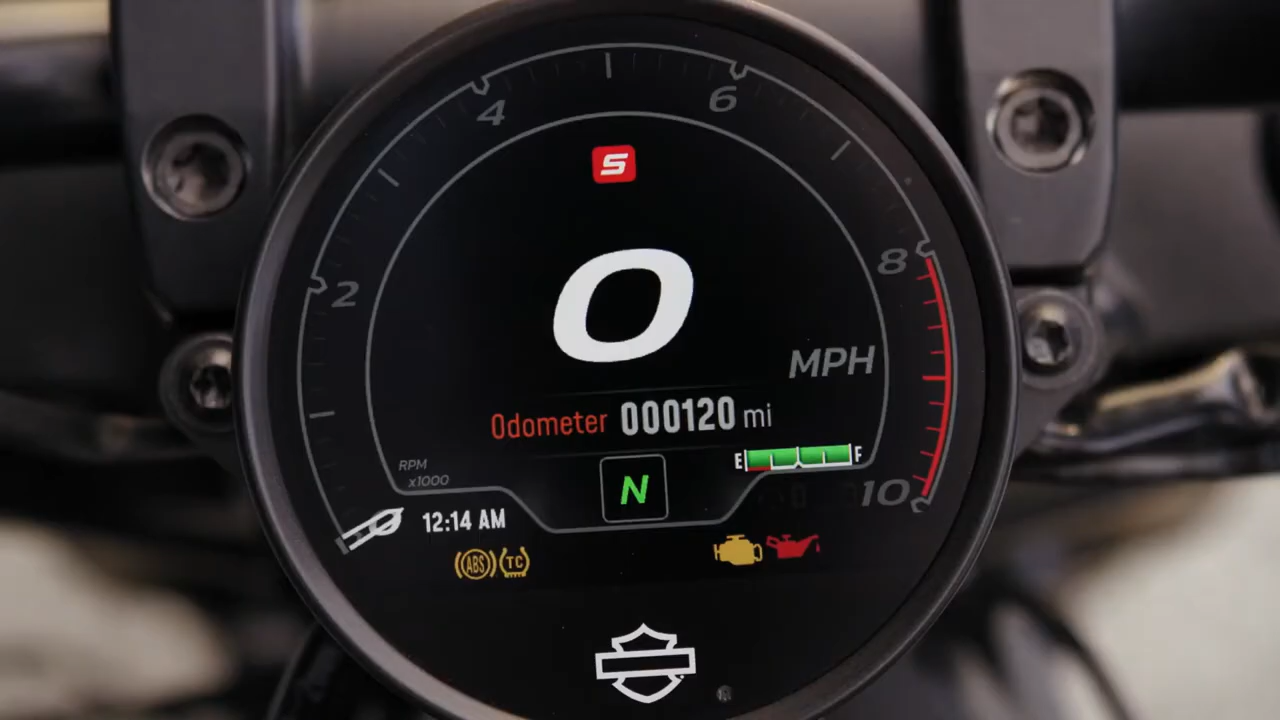 4 6
S
2 8
0
MPH
Odometer 000120 mi
E F
RPM
x1000
N
10
12:14 AM
ABS TC